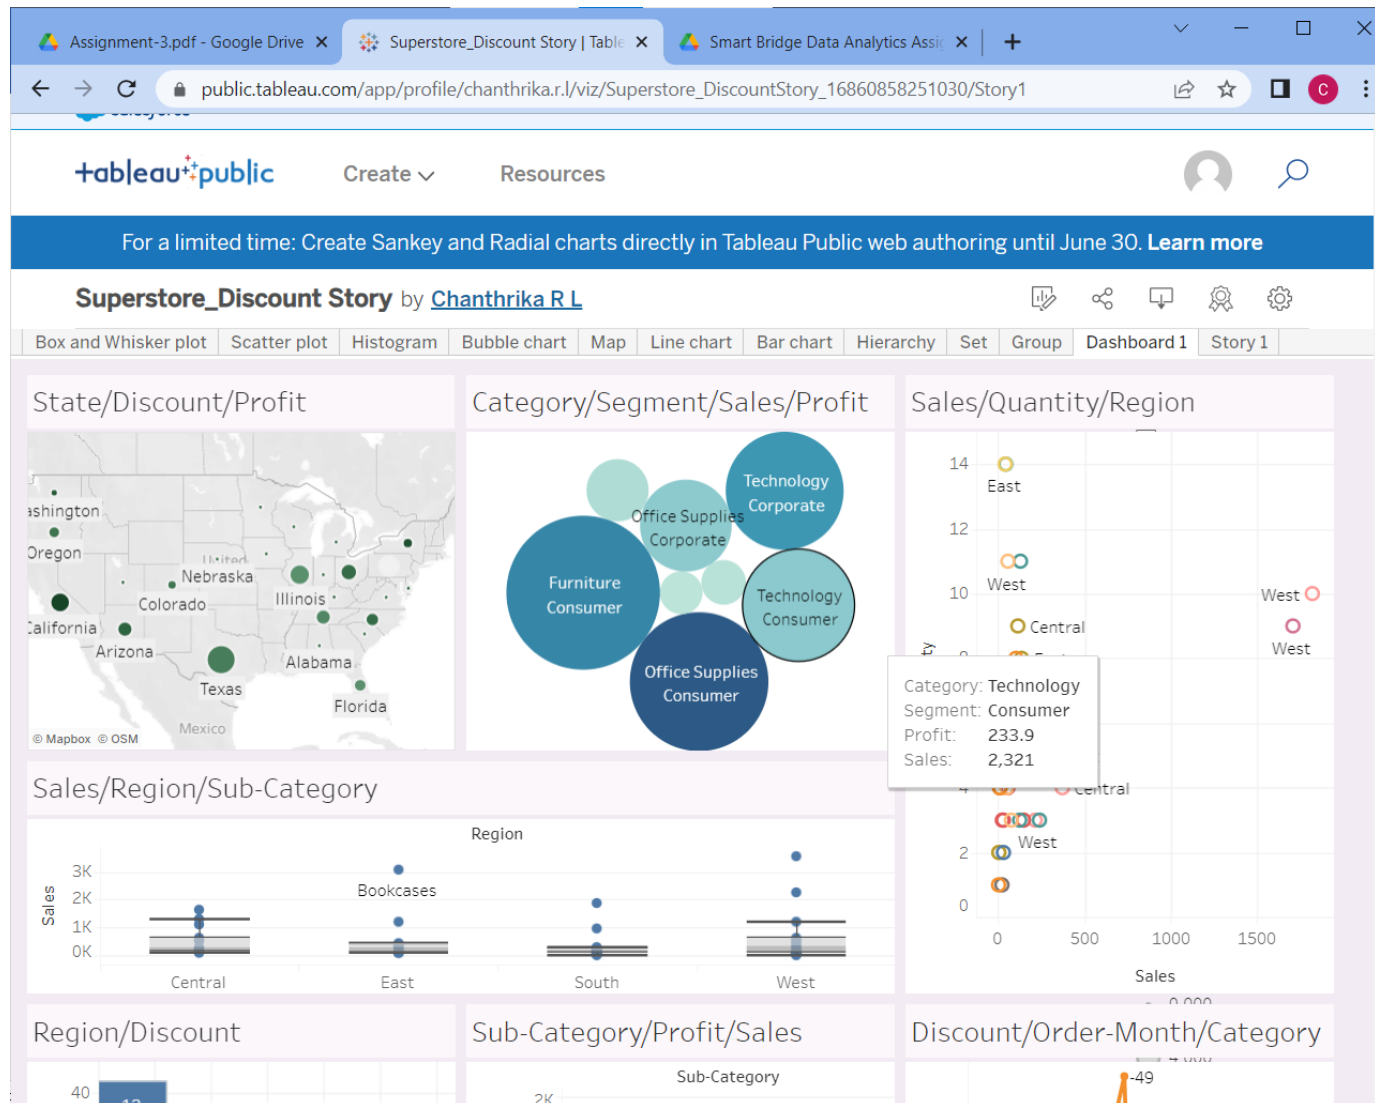 Assignment-3.pdf - Google Drive
Superstore_Discount Story | Table
Smart Bridge Data Analytics Assig
public.tableau.com/app/profile/chanthrika.r.l/viz/Superstore_DiscountStory_16860858251030/Story1
C
+ableau public
Create
Resources
For a limited time: Create Sankey and Radial charts directly in Tableau Public web authoring until June 30. Learn more
Superstore_Discount Story by Chanthrika R L
Box and Whisker plot
Scatter plot
Histogram
Bubble chart
Map
Line chart
Bar chart
Hierarchy
Set
Group
Dashboard 1
Story 1
State/Discount/Profit
ashington
Oregon
United
Nebraska
Colorado
Illinois
California
Arizona
Alabama
Texas
Florida
Mexico
© Mapbox © OSM
Category/Segment/Sales/Profit
Technology
Corporate
Office Supplies
Corporate
Furniture
Consumer
Technology
Consumer
Office Supplies
Consumer
Sales/Quantity/Region
14
East
12
West
10
West
Central
West
Category: Technology
Segment: Consumer
Profit: 233.9
Sales: 2,321
4
Central
West
2
0
0
500
1000
1500
Sales
Sales/Region/Sub-Category
Region
Sales
3K
2K
1K
0K
Bookcases
Central
East
South
West
Region/Discount
40
Sub-Category/Profit/Sales
Sub-Category
2K
Discount/Order-Month/Category
-49